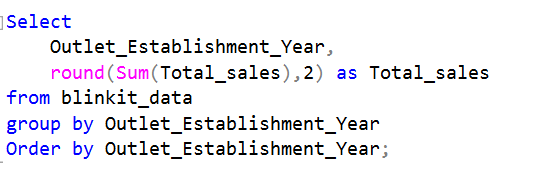 Select
Outlet_Establishment_Year,
round(Sum(Total_sales),2) as Total_sales
from blinkit_data
group by Outlet_Establishment_Year
Order by Outlet_Establishment_Year;